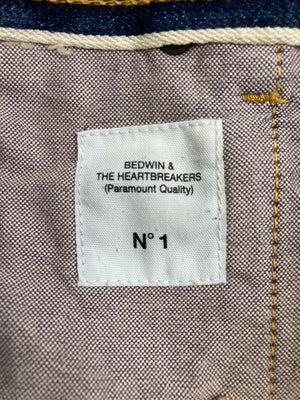 BEDWIN &
THE HEARTBREAKERS
(Paramount Quality)
N° 1